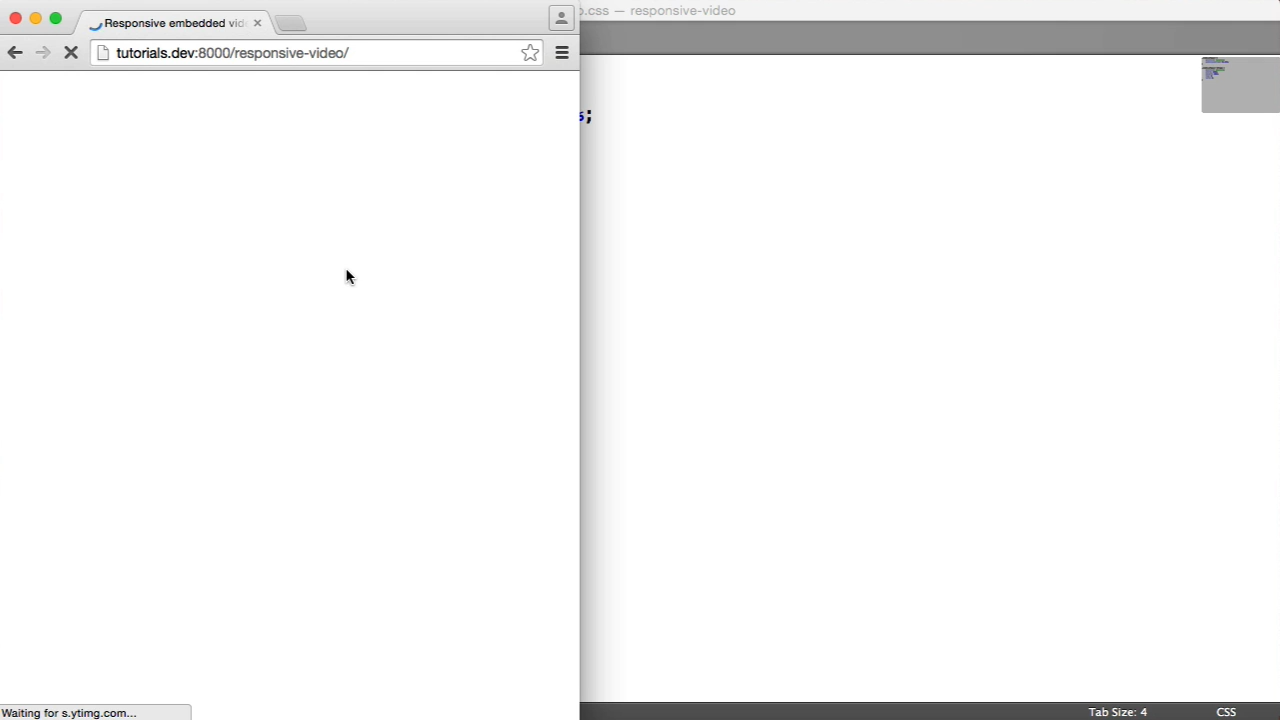 Responsive embedded vid
.css — responsive-video
tutorials.dev:8000/responsive-video/
;
Waiting for s.ytimg.com...
Tab Size: 4
CSS